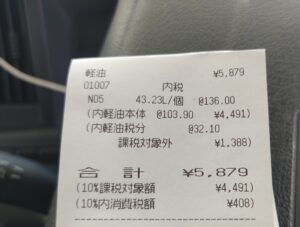 軽油 ¥5,879
01007 内税
N05 43.23L/個 @136.00
(内軽油本体 @103.90 ¥4,491)
(内軽油税分 @32.10
課税対象外 ¥1,388)
合計 ¥5,879
(10%課税対象額 ¥4,491)
(10%内消費税額 ¥408)